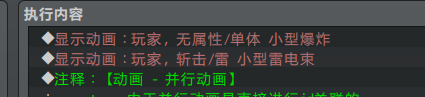 执行内容
◆显示动画：玩家, 无属性/单体 小型爆炸
◆显示动画：玩家, 斩击/雷 小型雷电束
◆注释：【动画 - 并行动画】